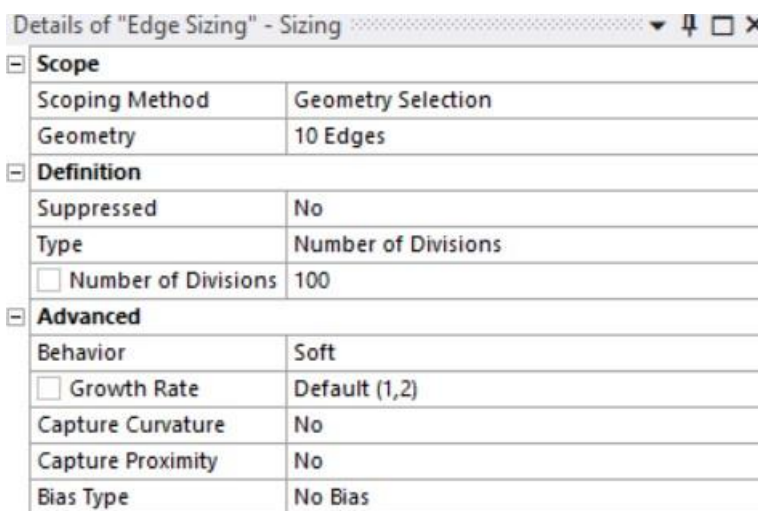 Details of "Edge Sizing" - Sizing
Scope
Scoping Method Geometry Selection
Geometry 10 Edges
Definition
Suppressed No
Type Number of Divisions
Number of Divisions 100
Advanced
Behavior Soft
Growth Rate Default (1,2)
Capture Curvature No
Capture Proximity No
Bias Type No Bias